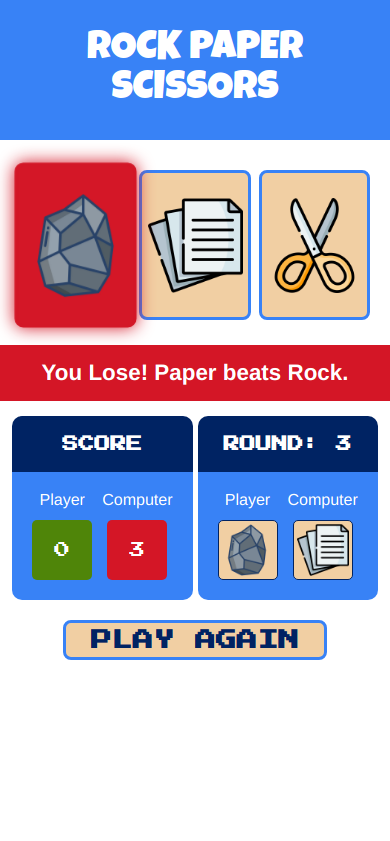 ROCK PAPER
SCISSORS
You Lose! Paper beats Rock.
SCORE
Player Computer
0 3
ROUND: 3
Player Computer
PLAY AGAIN